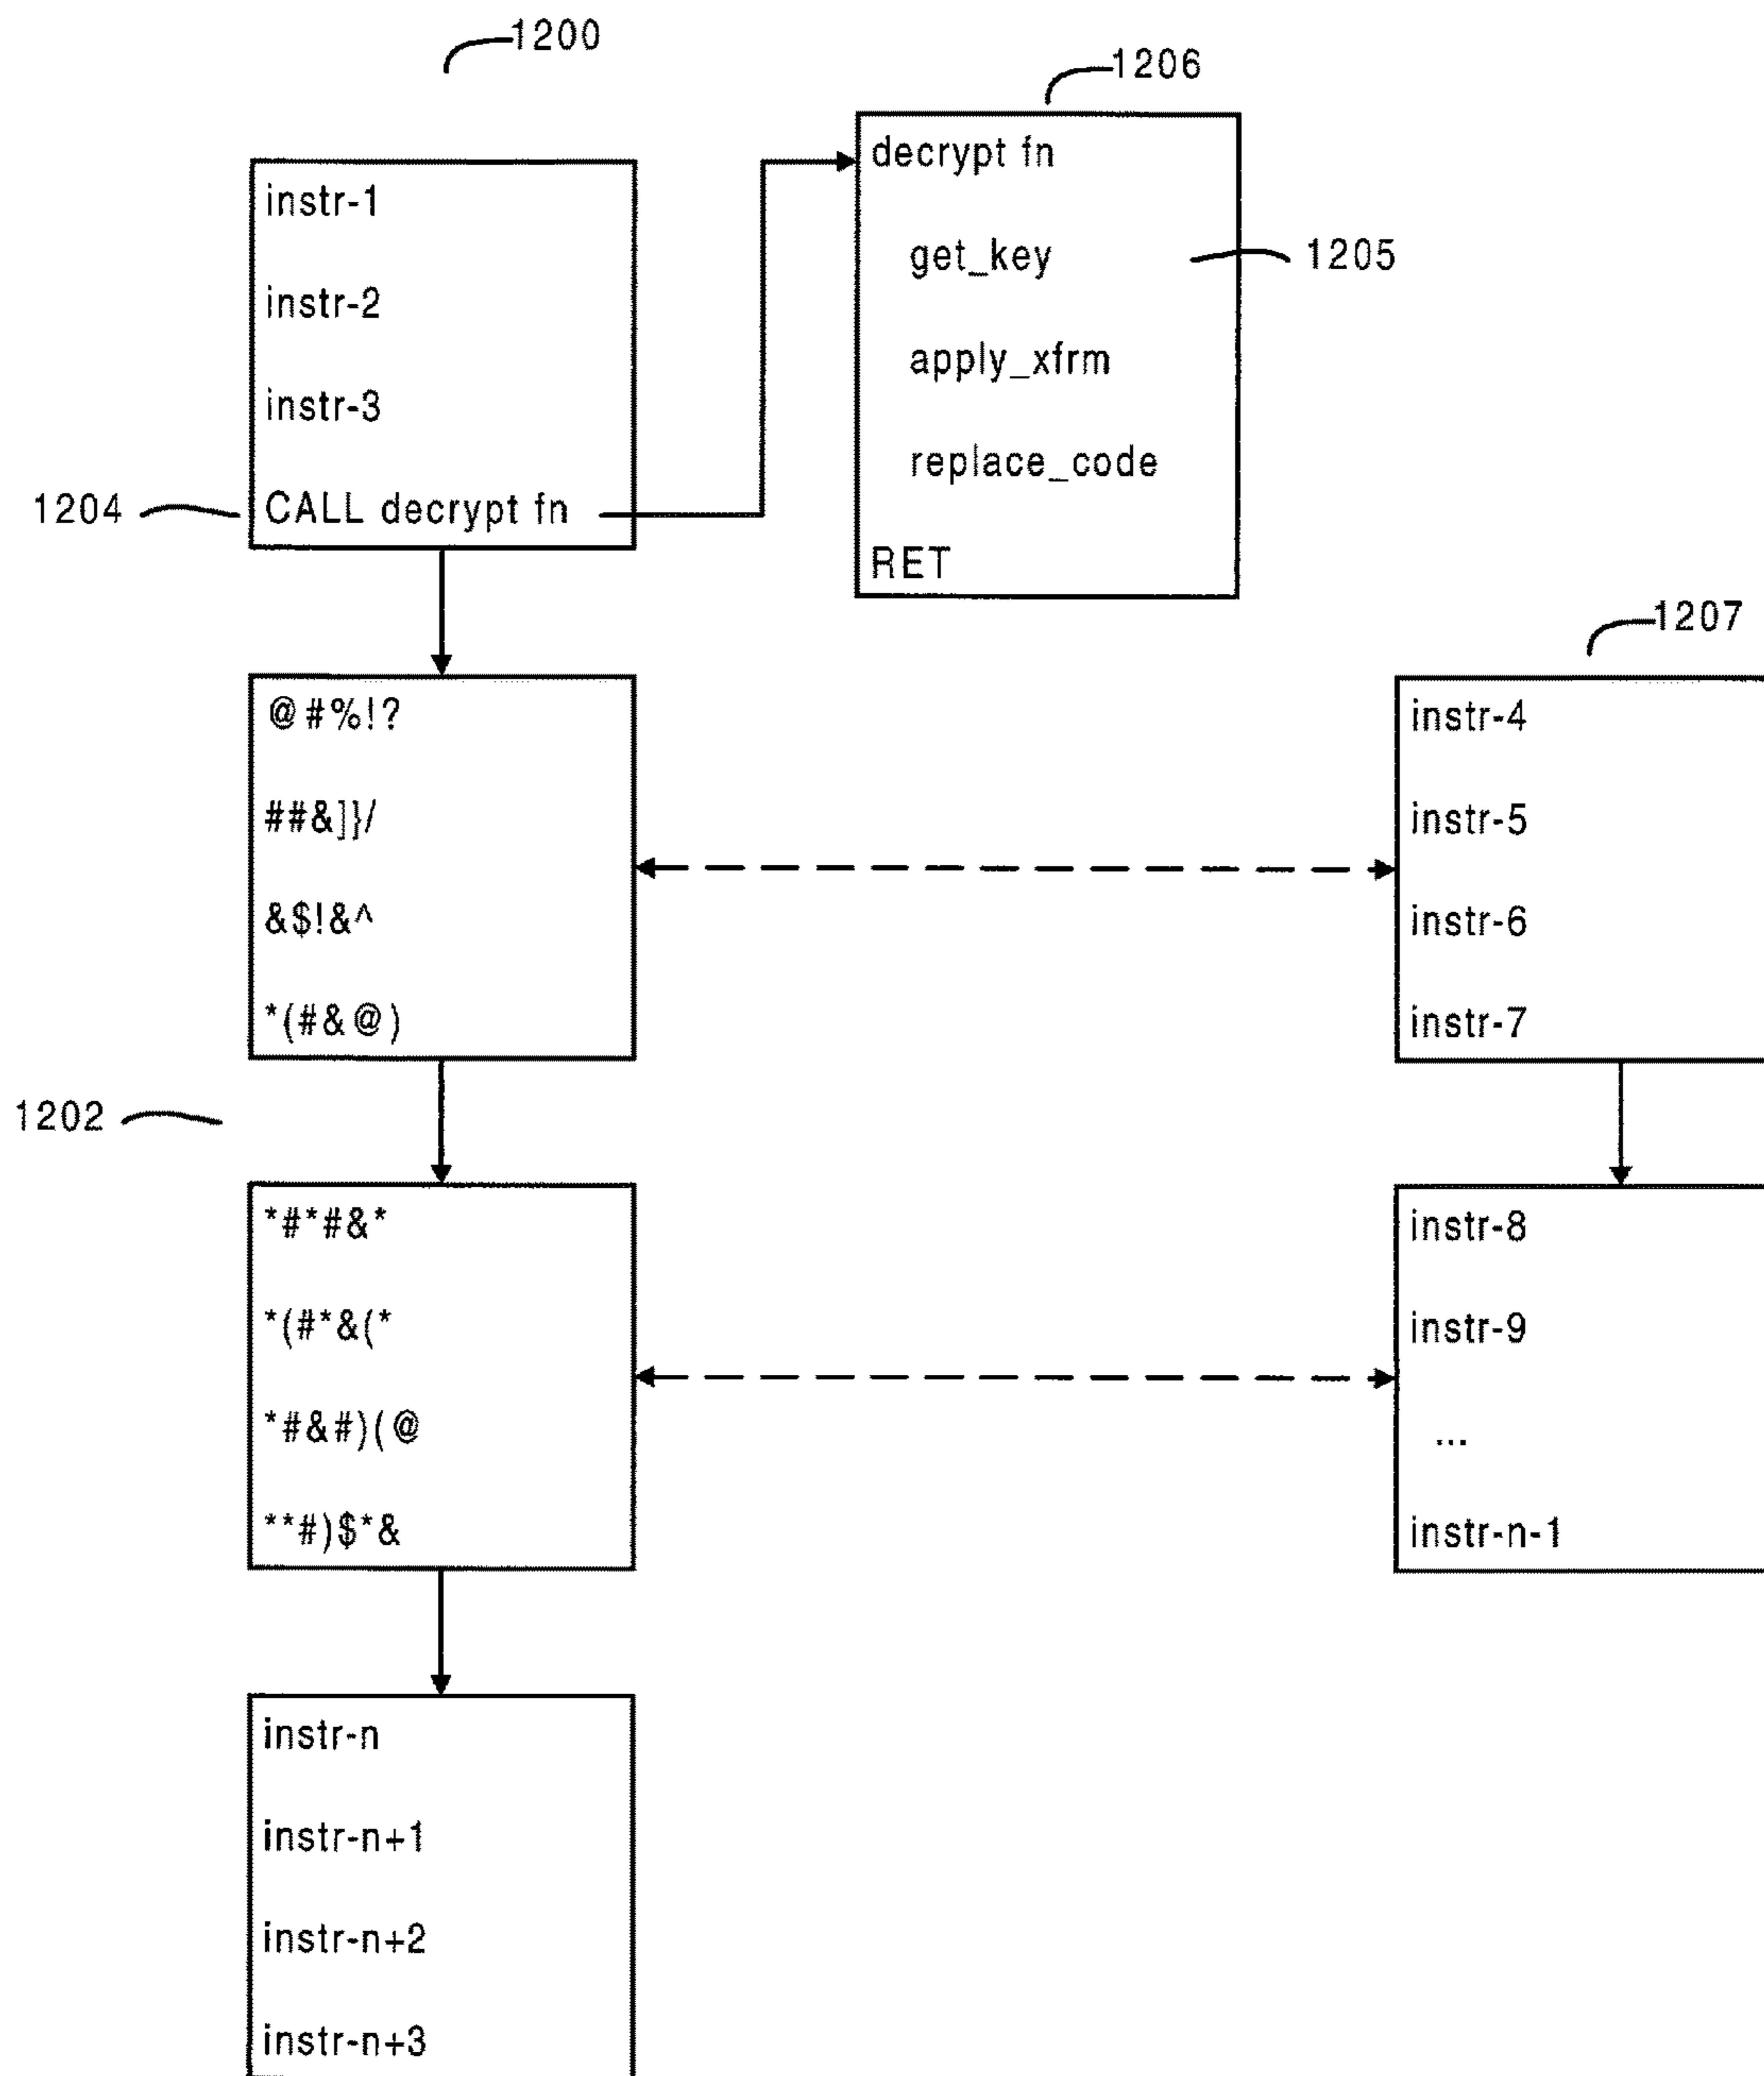 1200
1206
instr-1
instr-2
instr-3
1204
CALL decrypt fn
decrypt fn
get_key
1205
apply_xfrm
replace_code
RET
1207
@#%!?
##&]}/
&$!&^
*(#&@)
instr-4
instr-5
instr-6
instr-7
1202
*#*#&*
*(#*&(*
*#&#)(@
**#)$*&
instr-8
instr-9
...
instr-n-1
instr-n
instr-n+1
instr-n+2
instr-n+3